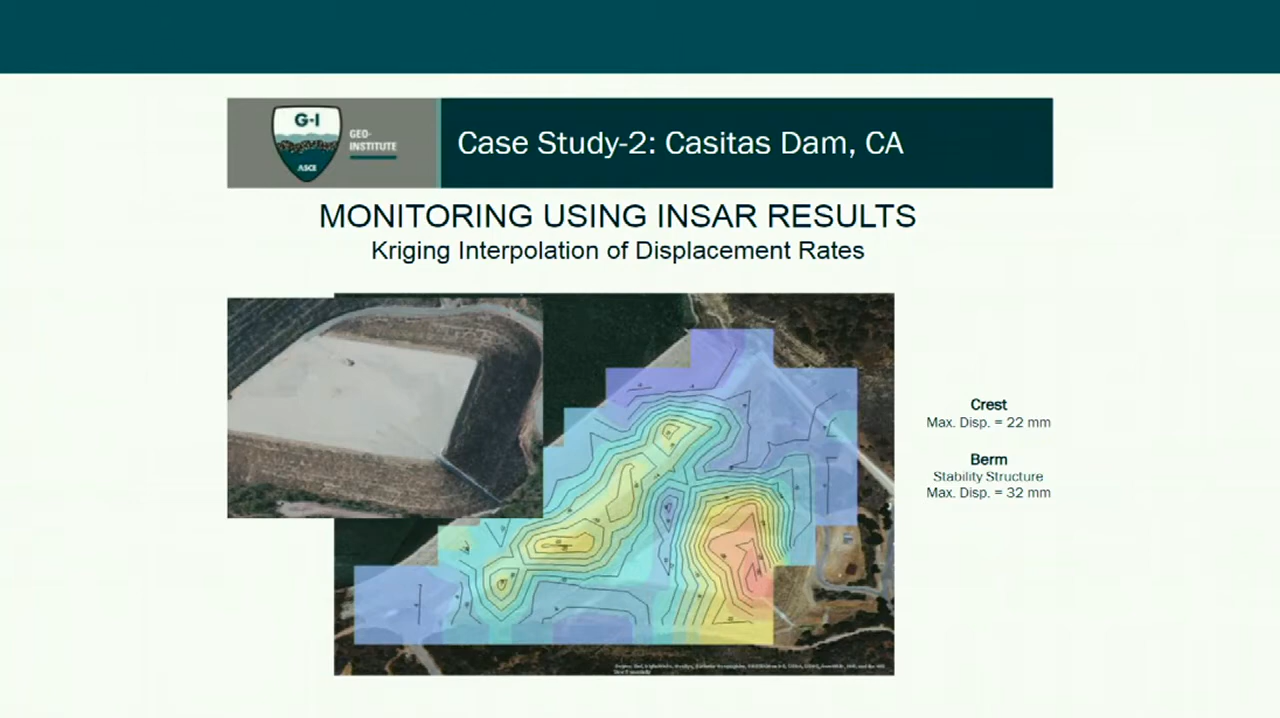 G-I
GEO-
INSTITUTE
ASCE
Case Study-2: Casitas Dam, CA
MONITORING USING INSAR RESULTS
Kriging Interpolation of Displacement Rates
Crest
Max. Disp. = 22 mm
Berm
Stability Structure
Max. Disp. = 32 mm